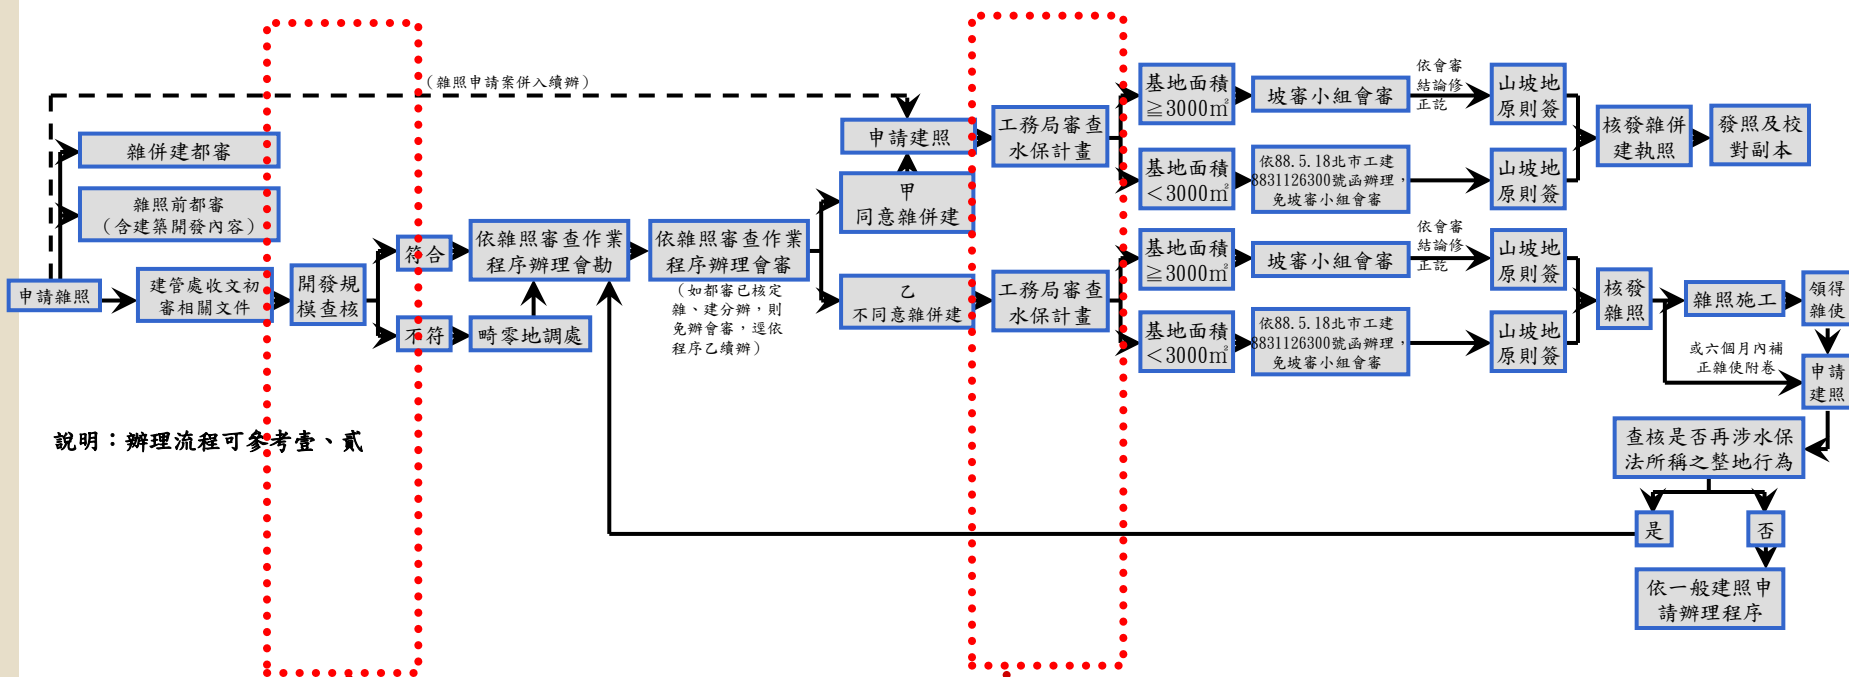 （雜照申請案併入續辦）
雜併建都審
雜照前都審
（含建築開發內容）
申請雜照
建管處收文初
審相關文件
開發規
模查核
符合
不符
依雜照審查作業
程序辦理會勘
畸零地調處
依雜照審查作業
程序辦理會審
（如都審已核定
雜、建分辦，則
免辦會審，逕依
程序乙續辦）
申請建照
甲
同意雜併建
乙
不同意雜併建
工務局審查
水保計畫
工務局審查
水保計畫
基地面積
≧3000㎡
坡審小組會審
依會審
結論修
正訖
山坡地
原則簽
基地面積
<3000㎡
依88.5.18北市工建
8831126300號函辦理，
免坡審小組會審
山坡地
原則簽
核發雜併
建執照
發照及校
對副本
基地面積
≧3000㎡
坡審小組會審
依會審
結論修
正訖
山坡地
原則簽
基地面積
<3000㎡
依88.5.18北市工建
8831126300號函辦理，
免坡審小組會審
山坡地
原則簽
核發
雜照
雜照施工
領得
雜使
或六個月內補
正雜使附卷
申請
建照
查核是否再涉水保
法所稱之整地行為
是
否
依一般建照申
請辦理程序
說明：辦理流程可參考壹、貳